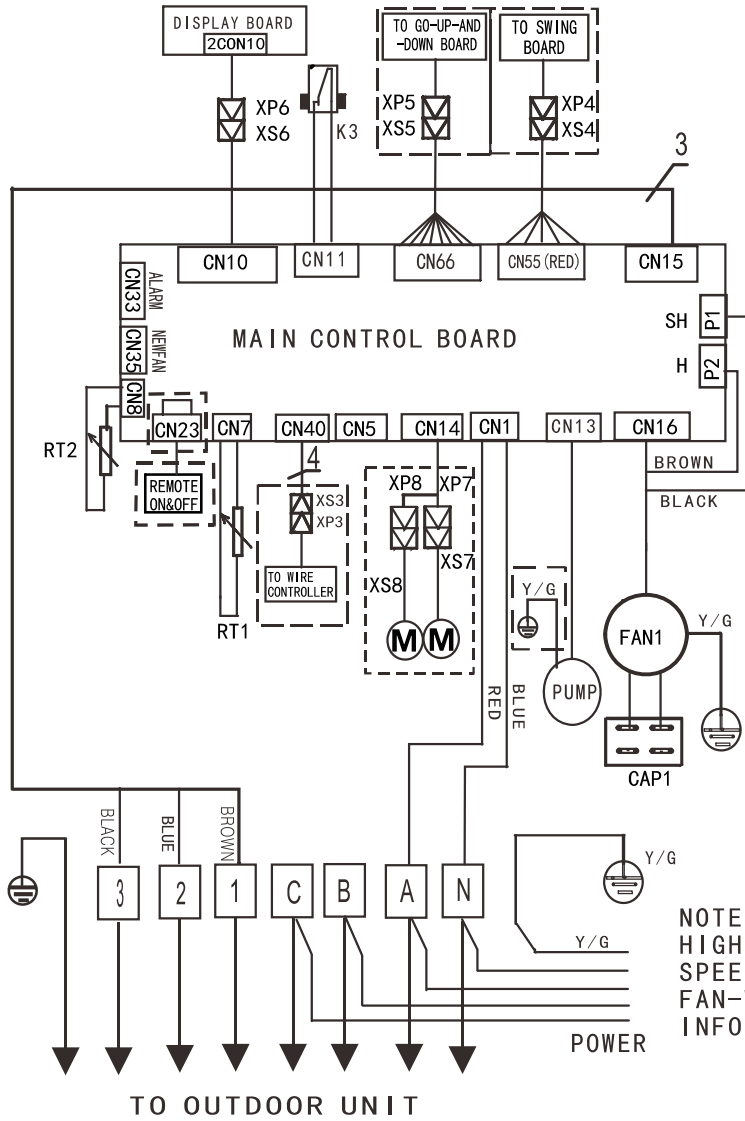 DISPLAY BOARD
2CON10
TO GO-UP-AND
-DOWN BOARD
TO SWING
BOARD
XP6
XS6
K3
XP5
XS5
XP4
XS4
3
CN10
CN11
CN66
CN55(RED)
CN15
CN33
ALARM
CN35
NEWFAN
CN8
MAIN CONTROL BOARD
SH
P1
H
P2
CN23
CN7
CN40
CN5
CN14
CN1
CN13
CN16
RT2
REMOTE
ON&OFF
4
XS3
XP3
TO WIRE
CONTROLLER
RT1
XP8
XP7
XS7
XS8
M
M
BROWN
BLACK
Y/G
FAN1
Y/G
PUMP
RED
BLUE
CAP1
BLACK
BLUE
BROWN
3
2
1
C
B
A
N
Y/G
Y/G
NOTE
HIGH
SPEE
FAN-
INFO
POWER
TO OUTDOOR UNIT